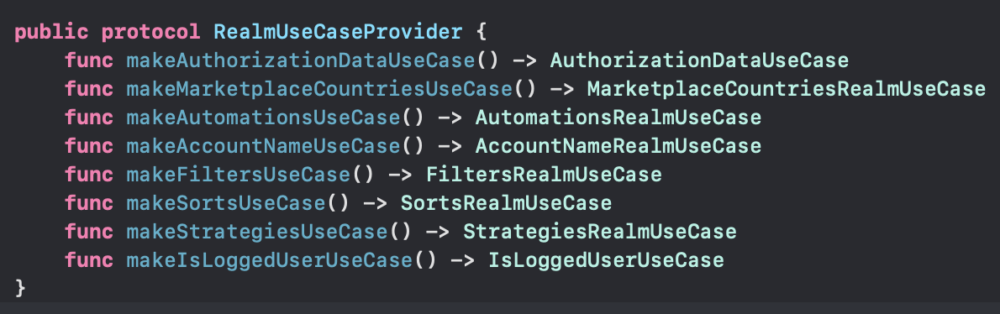 public protocol RealmUseCaseProvider {
    func makeAuthorizationDataUseCase() -> AuthorizationDataUseCase
    func makeMarketplaceCountriesUseCase() -> MarketplaceCountriesRealmUseCase
    func makeAutomationsUseCase() -> AutomationsRealmUseCase
    func makeAccountNameUseCase() -> AccountNameRealmUseCase
    func makeFiltersUseCase() -> FiltersRealmUseCase
    func makeSortsUseCase() -> SortsRealmUseCase
    func makeStrategiesUseCase() -> StrategiesRealmUseCase
    func makeIsLoggedUserUseCase() -> IsLoggedUserUseCase
}